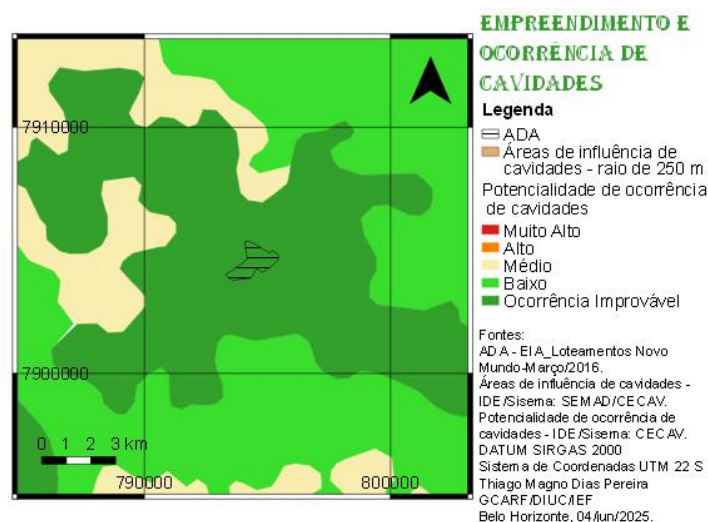 EMPREENDIMENTO E
OCORRÊNCIA DE
CAVIDADES
Legenda
ADA
Áreas de influência de
cavidades - raio de 250 m
Potencialidade de ocorrência
de cavidades
Muito Alto
Alto
Médio
Baixo
Ocorrência Improvável
Fontes:
ADA - EIA_Loteamentos Novo
Mundo-Março/2016.
Áreas de influência de cavidades -
IDE/Sisema: SEMAD/CECAV.
Potencialidade de ocorrência de
cavidades - IDE/Sisema: CECAV.
DATUM SIRGAS 2000
Sistema de Coordenadas UTM 22 S
Thiago Magno Dias Pereira
GCARF/DIUC/IEF
Belo Horizonte, 04/jun/2025.
7910000
7900000
0 1 2 3 km
790000 800000